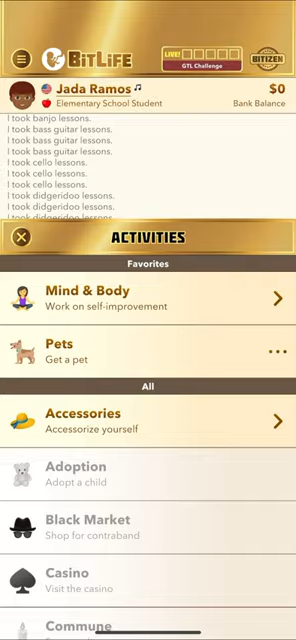 BitLife
LIVE!
GTL Challenge
BITIZEN
Jada Ramos
$0
Elementary School Student
Bank Balance
I took banjo lessons.
I took bass guitar lessons.
I took bass guitar lessons.
I took bass guitar lessons.
I took cello lessons.
I took cello lessons.
I took cello lessons.
I took didgeridoo lessons.
I took didgeridoo lessons.
ACTIVITIES
Favorites
Mind & Body
Work on self-improvement
Pets
Get a pet
All
Accessories
Accessorize yourself
Adoption
Adopt a child
Black Market
Shop for contraband
Casino
Visit the casino
Commune